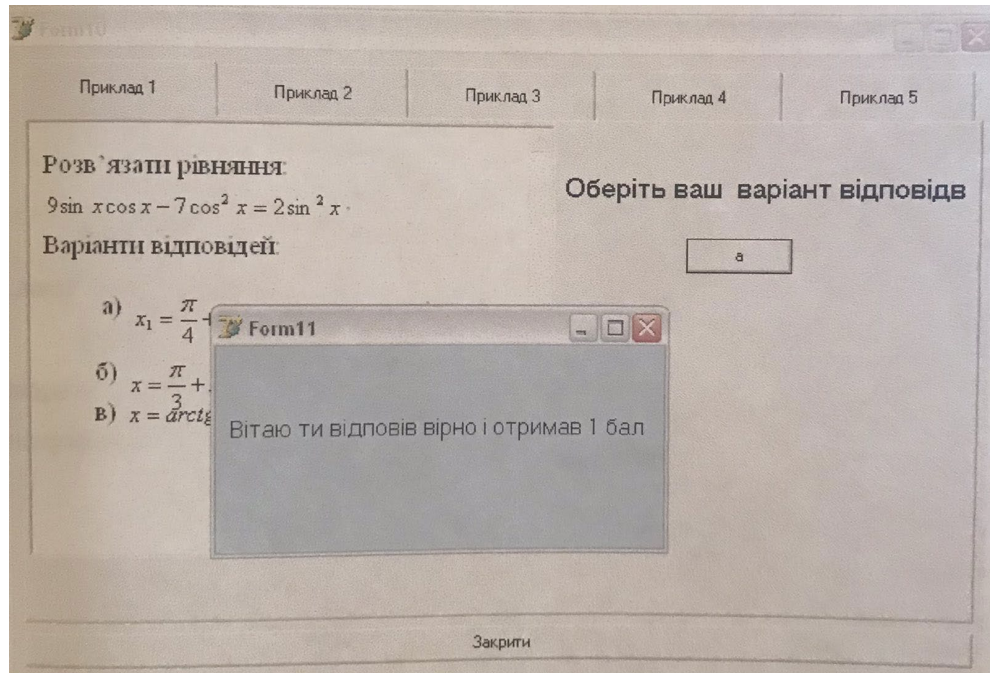 Form10
Приклад 1
Приклад 2
Приклад 3
Приклад 4
Приклад 5
Розв`язати рівняння:
9sin x cos x − 7cos² x = 2sin² x ·
Варіанти відповідей:
а) x₁ = π/4 +
б) x = π/3 + .
в) x = arctg
Оберіть ваш варіант відповідв
а
Form11
Вітаю ти відповів вірно і отримав 1 бал
Закрити